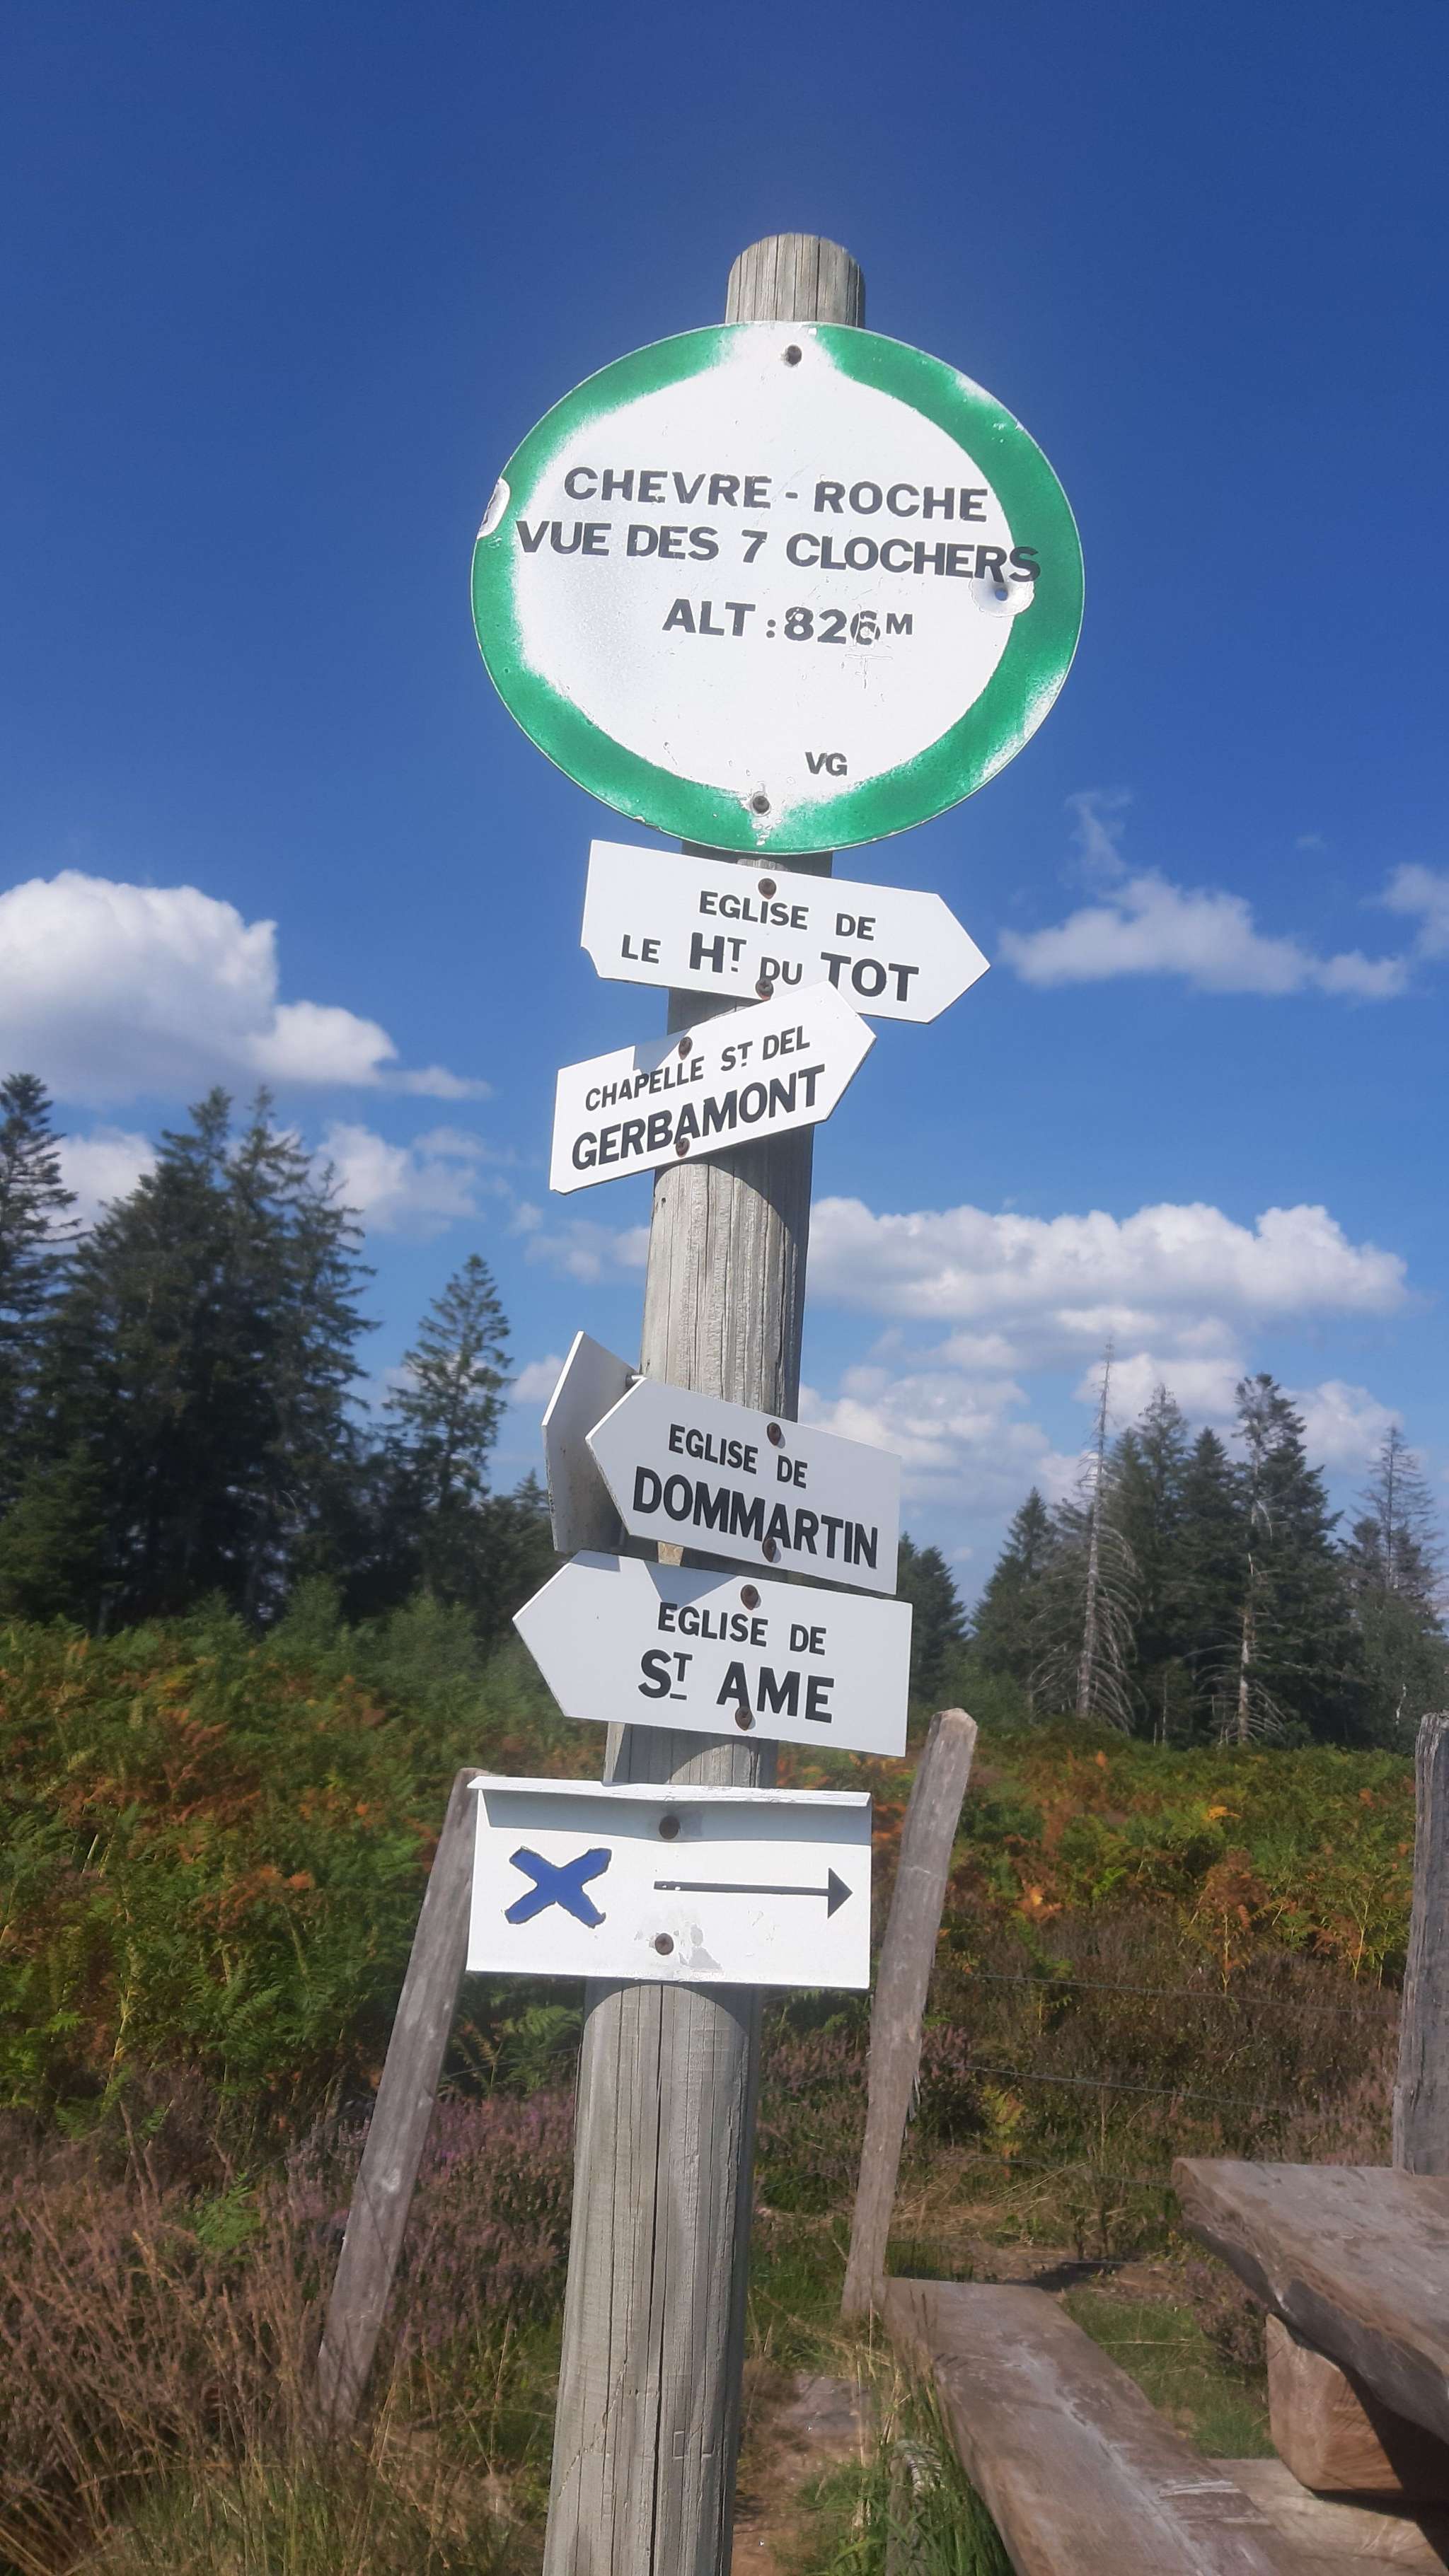 CHEVRE - ROCHE
VUE DES 7 CLOCHERS
ALT : 826M
VG
EGLISE DE
LE HT DU TOT
CHAPELLE ST DEL
GERBAMONT
EGLISE DE
DOMMARTIN
EGLISE DE
ST AME